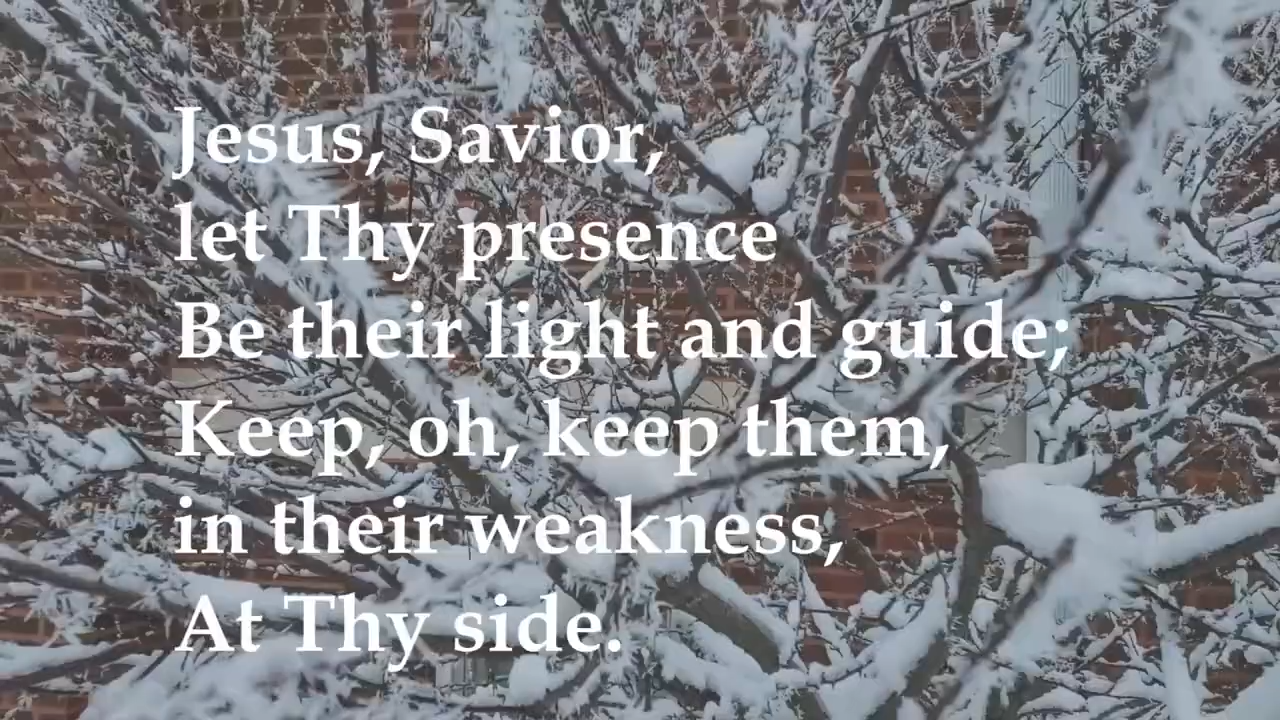 Jesus, Savior,
let Thy presence
Be their light and guide;
Keep, oh, keep them,
in their weakness,
At Thy side.